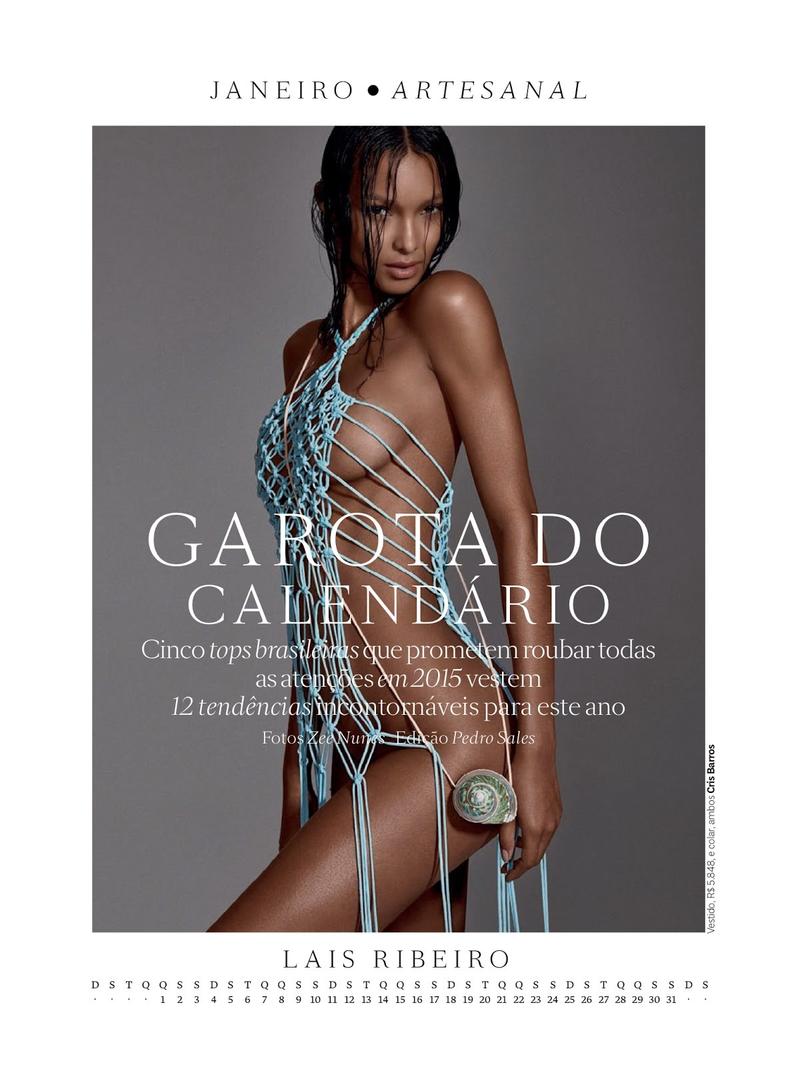 JANEIRO • ARTESANAL
GAROTA DO
CALENDÁRIO
Cinco tops brasileiras que prometem roubar todas
as atenções em 2015 vestem
12 tendências incontornáveis para este ano
Fotos Zee Nunes Edição Pedro Sales
Vestido, R$ 5.848, e colar, ambos Cris Barros
LAIS RIBEIRO
D S T Q Q S S D S T Q Q S S D S T Q Q S S D S T Q Q S S D S T Q Q S S D S
· · · · 1 2 3 4 5 6 7 8 9 10 11 12 13 14 15 16 17 18 19 20 21 22 23 24 25 26 27 28 29 30 31 · ·